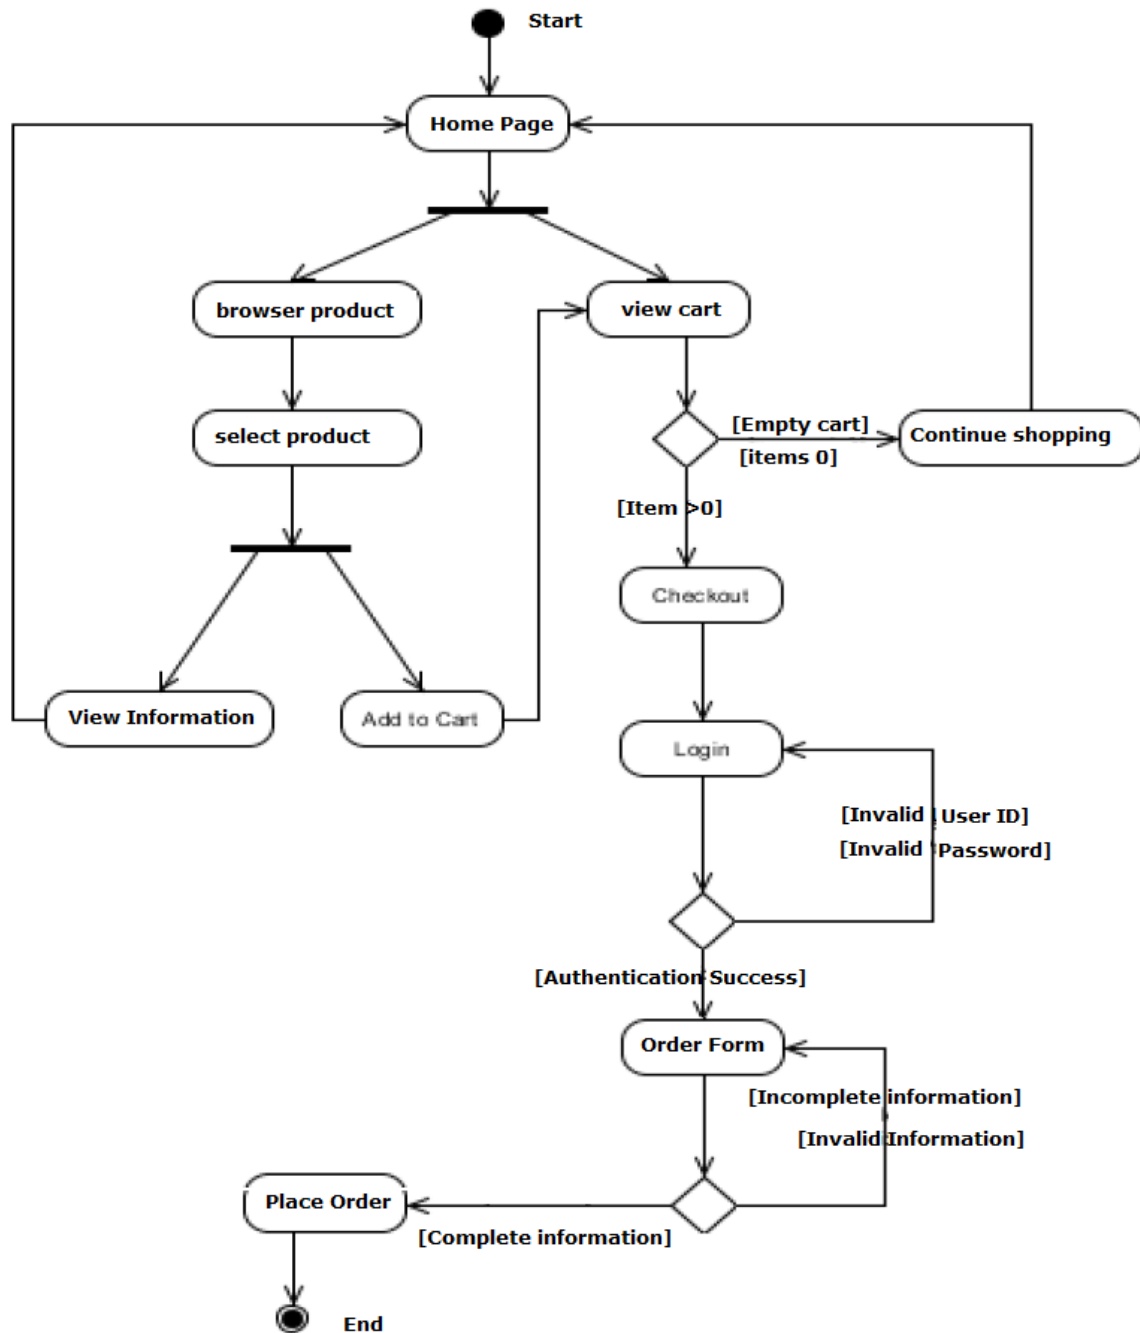 Start
Home Page
browser product
view cart
select product
[Empty cart]
[items 0]
Continue shopping
[Item >0]
Checkout
View Information
Add to Cart
Login
[Invalid User ID]
[Invalid Password]
[Authentication Success]
Order Form
[Incomplete information]
[Invalid Information]
Place Order
[Complete information]
End